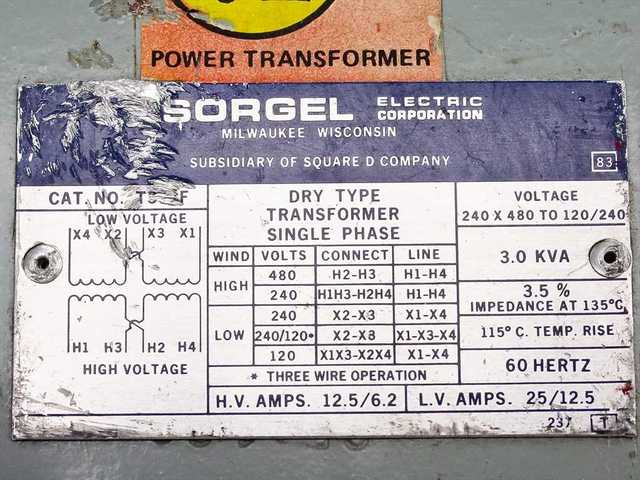 POWER TRANSFORMER
SORGEL ELECTRIC CORPORATION
MILWAUKEE WISCONSIN
SUBSIDIARY OF SQUARE D COMPANY
83
CAT. NO.
LOW VOLTAGE
X4 X2 X3 X1
H1 H3 H2 H4
HIGH VOLTAGE
DRY TYPE
TRANSFORMER
SINGLE PHASE
WIND VOLTS CONNECT LINE
HIGH 480 H2-H3 H1-H4
240 H1H3-H2H4 H1-H4
LOW 240 X2-X3 X1-X4
240/120* X2-X3 X1-X3-X4
120 X1X3-X2X4 X1-X4
* THREE WIRE OPERATION
H.V. AMPS. 12.5/6.2 L.V. AMPS. 25/12.5
VOLTAGE
240 X 480 TO 120/240
3.0 KVA
3.5 %
IMPEDANCE AT 135°C.
115° C. TEMP. RISE
60 HERTZ
237 T